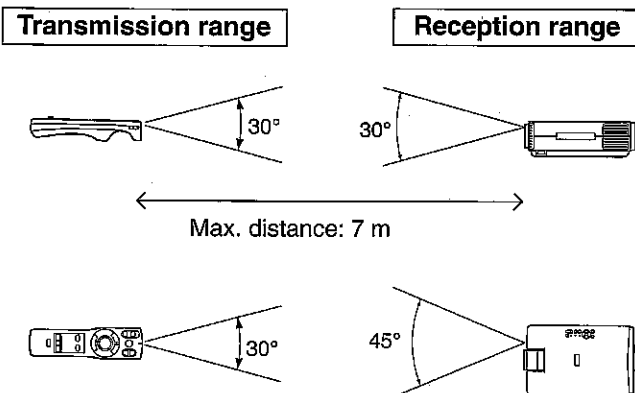 Transmission range
Reception range
30°
30°
Max. distance: 7 m
30°
45°